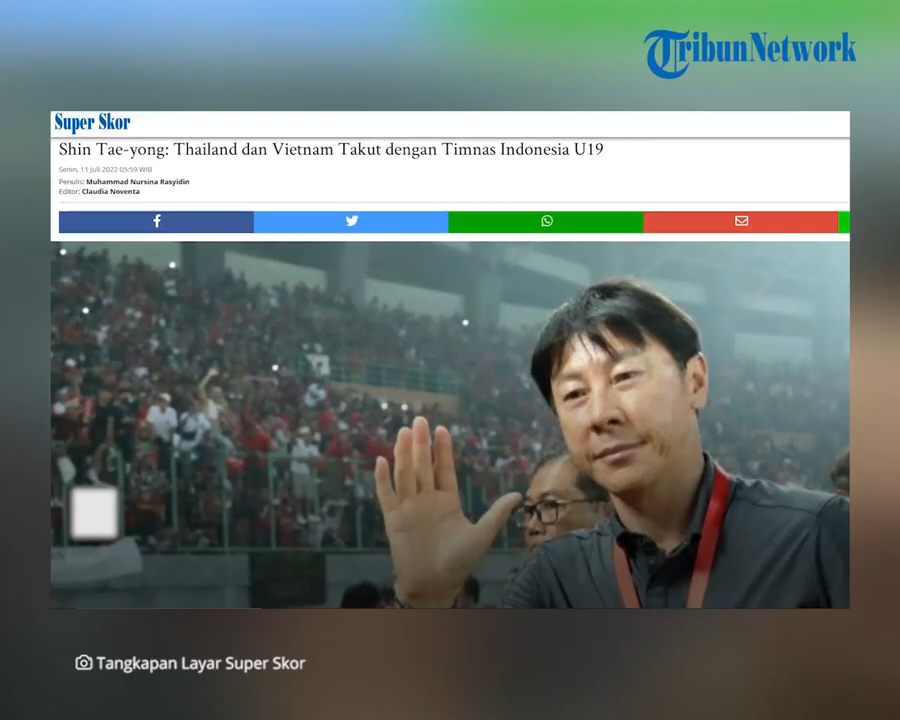 TribunNetwork
Super Skor
Shin Tae-yong: Thailand dan Vietnam Takut dengan Timnas Indonesia U19
Senin, 11 Juli 2022 05:59 WIB
Penulis: Muhammad Nursina Rasyidin
Editor: Claudia Noventa
Tangkapan Layar Super Skor